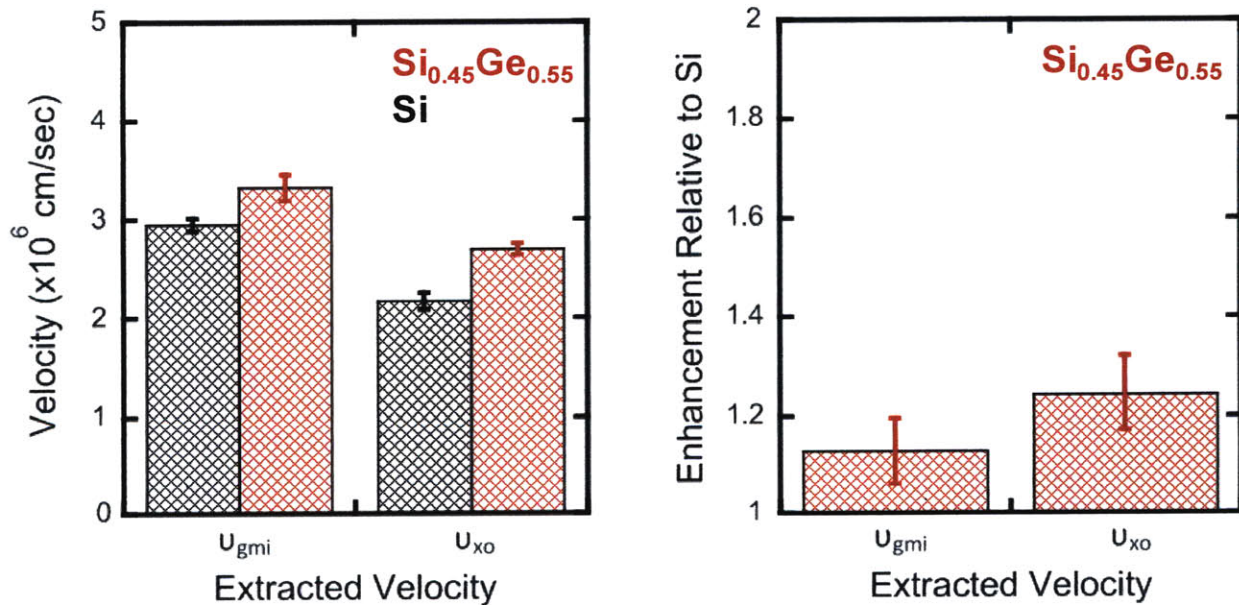 5
4
3
2
1
0
Velocity (x10⁶ cm/sec)
Si₀.₄₅Ge₀.₅₅
Si
υgmi
υxo
Extracted Velocity
2
1.8
1.6
1.4
1.2
1
Enhancement Relative to Si
Si₀.₄₅Ge₀.₅₅
υgmi
υxo
Extracted Velocity